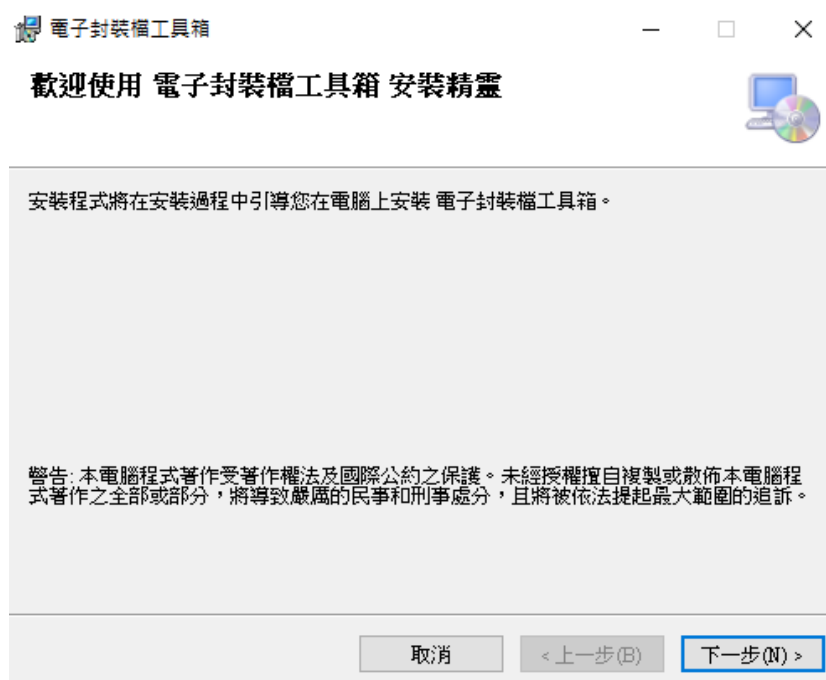 電子封裝檔工具箱
歡迎使用 電子封裝檔工具箱 安裝精靈
安裝程式將在安裝過程中引導您在電腦上安裝 電子封裝檔工具箱。
警告: 本電腦程式著作受著作權法及國際公約之保護。未經授權擅自複製或散佈本電腦程
式著作之全部或部分，將導致嚴厲的民事和刑事處分，且將被依法提起最大範圍的追訴。
取消
<上一步(B)
下一步(N) >